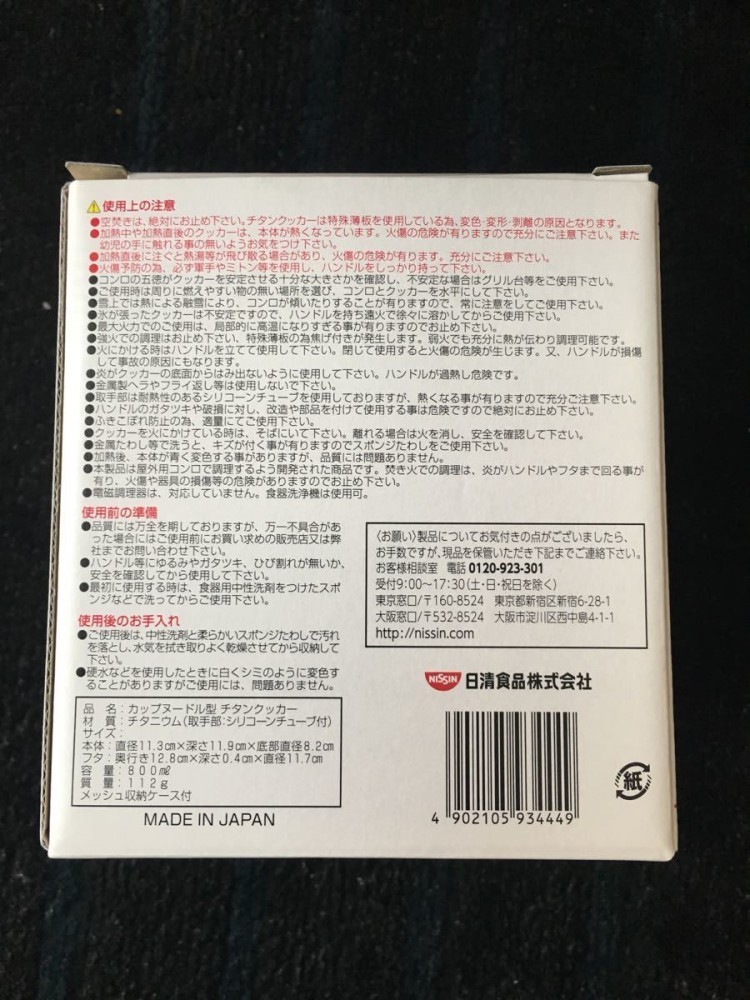 ⚠使用上の注意
●空焚きは、絶対にお止め下さい。チタンクッカーは特殊薄板を使用している為、変色・変形・剥離の原因となります。
●加熱中や加熱直後のクッカーは、本体が熱くなっています。火傷の危険が有りますので充分にご注意下さい。また
幼児の手に触れる事の無いようお気をつけ下さい。
●加熱直後に注ぐと熱湯等が飛び散る場合があり、火傷の危険が有ります。充分にご注意下さい。
●火傷予防の為、必ず軍手やミトン等を使用し、ハンドルをしっかり持って下さい。
●コンロの五徳がクッカーを安定させる十分な大きさかを確認し、不安定な場合はグリル台等をご使用下さい。
●ご使用時は周りに燃えやすい物の無い場所を選び、コンロとクッカーを水平にして下さい。
●雪上では熱による融雪により、コンロが傾いたりすることが有りますので、常に注意をしてご使用下さい。
●氷が張ったクッカーは不安定ですので、ハンドルを持ち遠火で徐々に溶かしてからご使用下さい。
●最大火力でのご使用は、局部的に高温になりすぎる事が有りますのでお止め下さい。
●強火での調理はお止め下さい、特殊薄板の為焦げ付きが発生します。弱火でも充分に熱が伝わり調理可能です。
●火にかける時はハンドルを立てて使用して下さい。閉じて使用すると火傷の危険が生じます。又、ハンドルが損傷
して事故の原因にもなります。
●炎がクッカーの底面からはみ出ないように使用して下さい。ハンドルが過熱し危険です。
●金属製ヘラやフライ返し等は使用しないで下さい。
●取手部は耐熱性のあるシリコーンチューブを使用しておりますが、熱くなる事が有りますので充分ご注意下さい。
●ハンドルのガタツキや破損に対し、改造や部品を付けて使用する事は危険ですので絶対にお止め下さい。
●ふきこぼれ防止の為、適量にてご使用下さい。
●クッカーを火にかけている時は、そばにいて下さい。離れる場合は火を消し、安全を確認して下さい。
●金属たわし等で洗うと、キズが付く事が有りますのでスポンジたわしをご使用下さい。
●加熱後、本体が青く変色する事がありますが、品質には問題ありません。
●本製品は屋外用コンロで調理するよう開発された商品です。焚き火での調理は、炎がハンドルやフタまで回る事が
有り、火傷や器具の損傷等の危険がありますのでお止め下さい。
●電磁調理器は、対応していません。食器洗浄機は使用可。
使用前の準備
●品質には万全を期しておりますが、万一不具合があ
った場合にはご使用前にお買い求めの販売店又は弊
社までお問い合わせ下さい。
●ハンドル等にゆるみやガタツキ、ひび割れが無いか、
安全を確認してから使用して下さい。
●最初に使用する時は、食器用中性洗剤をつけたスポ
ンジなどで洗ってからご使用下さい。
使用後のお手入れ
●ご使用後は、中性洗剤と柔らかいスポンジたわしで汚れ
を落とし、水気を拭き取りよく乾燥させてから収納して
下さい。
●硬水などを使用したときに白くシミのように変色す
ることがありますがご使用には、問題ありません。
品 名：カップヌードル型 チタンクッカー
材 質：チタニウム(取手部：シリコーンチューブ付)
サイズ：
本体：直径11.3cm×深さ11.9cm×底部直径8.2cm
フタ：奥行き12.8cm×深さ0.4cm×直径11.7cm
容 量：800㎖
質 量：112g
メッシュ収納ケース付
MADE IN JAPAN
〈お願い〉製品についてお気付きの点がございましたら、
お手数ですが、現品を保管いただき下記までご連絡下さい。
お客様相談室 電話 0120-923-301
受付9:00〜17:30(土・日・祝日を除く)
東京窓口/〒160-8524 東京都新宿区新宿6-28-1
大阪窓口/〒532-8524 大阪市淀川区西中島4-1-1
http://nissin.com
NISSIN 日清食品株式会社
4 902105 934449
紙